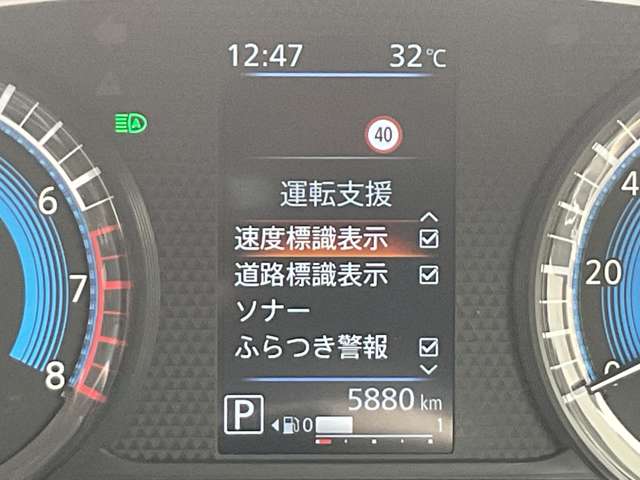 12:47 32℃
40
運転支援
速度標識表示
道路標識表示
ソナー
ふらつき警報
5880 km
P 0 1
6
7
8
4
20
0
A